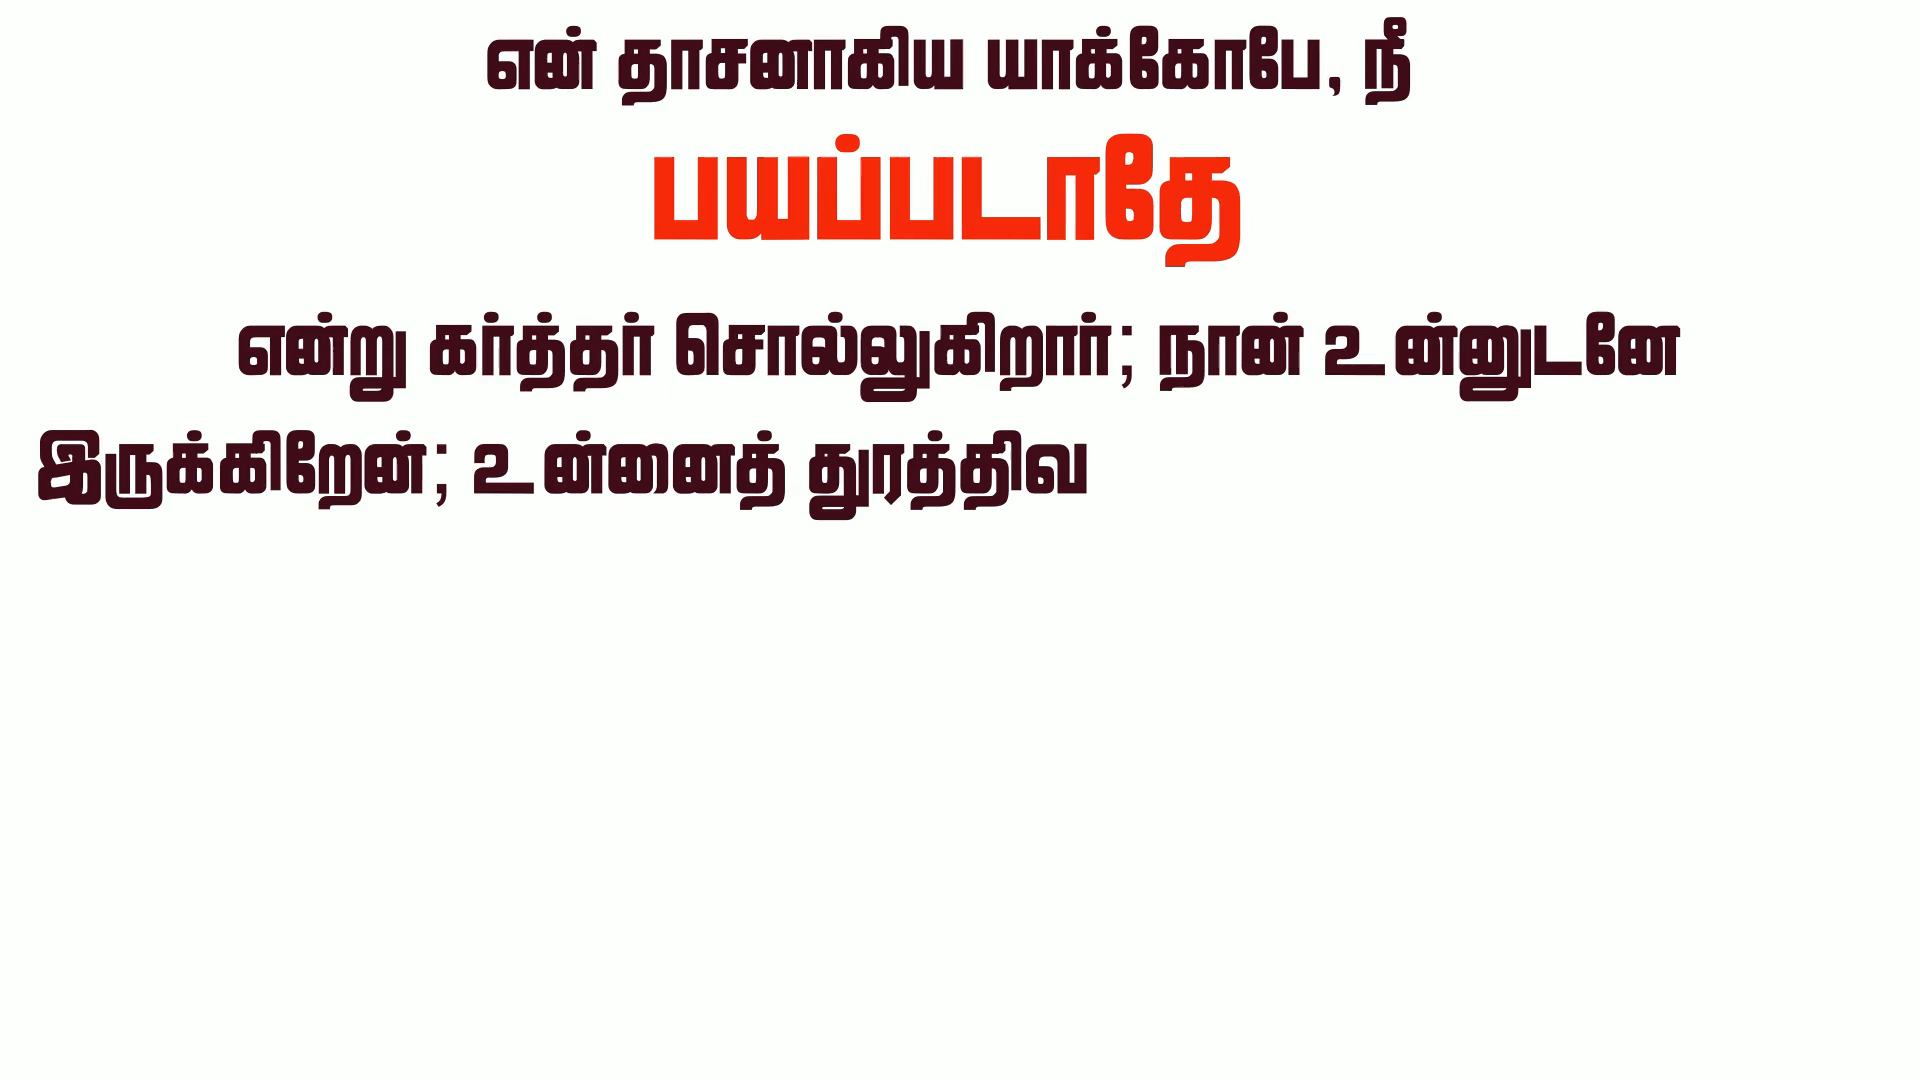 என் தாசனாகிய யாக்கோபே, நீ
பயப்படாதே
என்று கர்த்தர் சொல்லுகிறார்; நான் உன்னுடனே
இருக்கிறேன்; உன்னைத் துரத்திவ